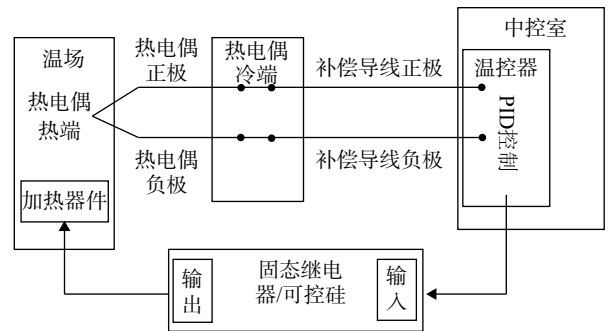 中控室
温场
热电偶
正极
热电偶
冷端
补偿导线正极
温控器
热电偶
热端
PID控制
热电偶
负极
补偿导线负极
加热器件
输
出
固态继电
器/可控硅
输
入